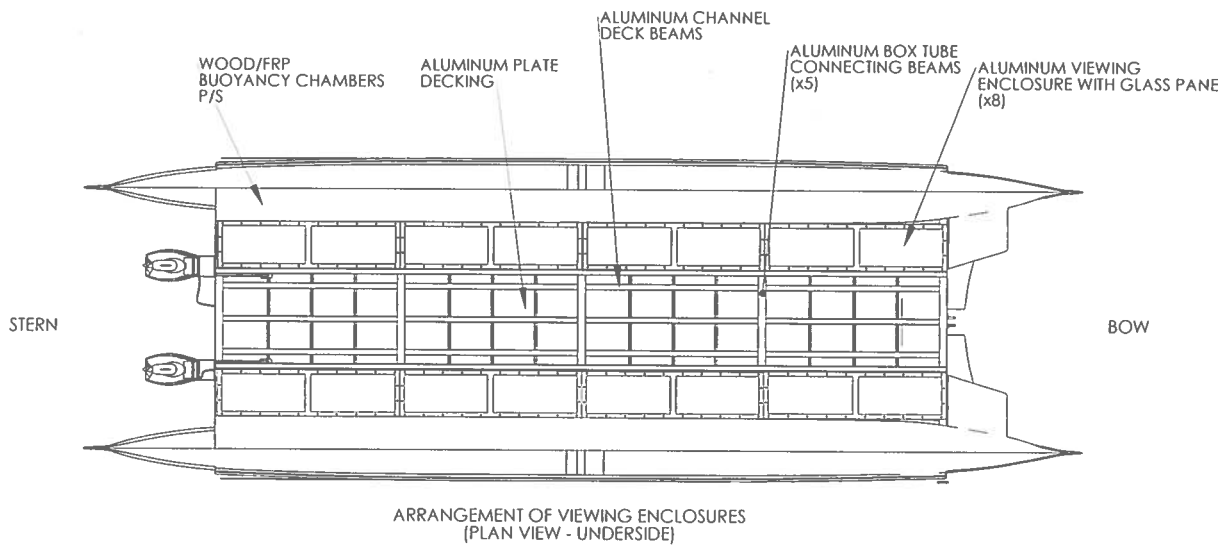 ALUMINUM CHANNEL
DECK BEAMS
WOOD/FRP
BUOYANCY CHAMBERS
P/S
ALUMINUM PLATE
DECKING
ALUMINUM BOX TUBE
CONNECTING BEAMS
(x5)
ALUMINUM VIEWING
ENCLOSURE WITH GLASS PANE
(x8)
STERN
BOW
ARRANGEMENT OF VIEWING ENCLOSURES
(PLAN VIEW - UNDERSIDE)